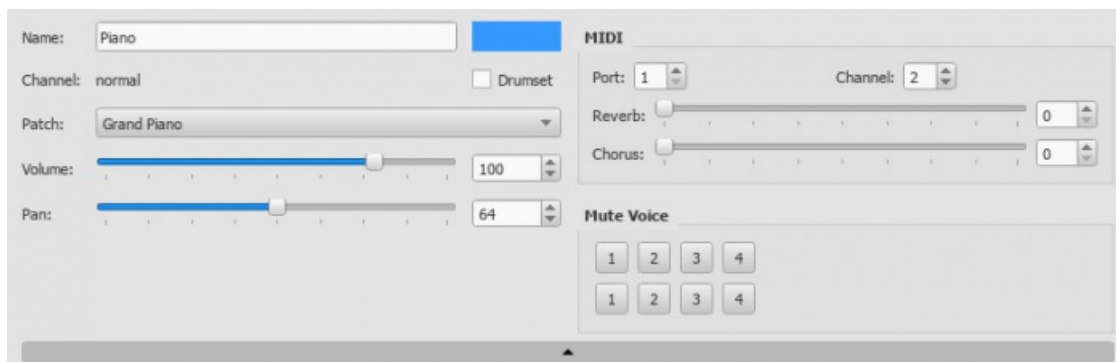 Name: Piano
Channel: normal Drumset
Patch: Grand Piano
Volume: 100
Pan: 64
MIDI
Port: 1 Channel: 2
Reverb: 0
Chorus: 0
Mute Voice
1 2 3 4
1 2 3 4